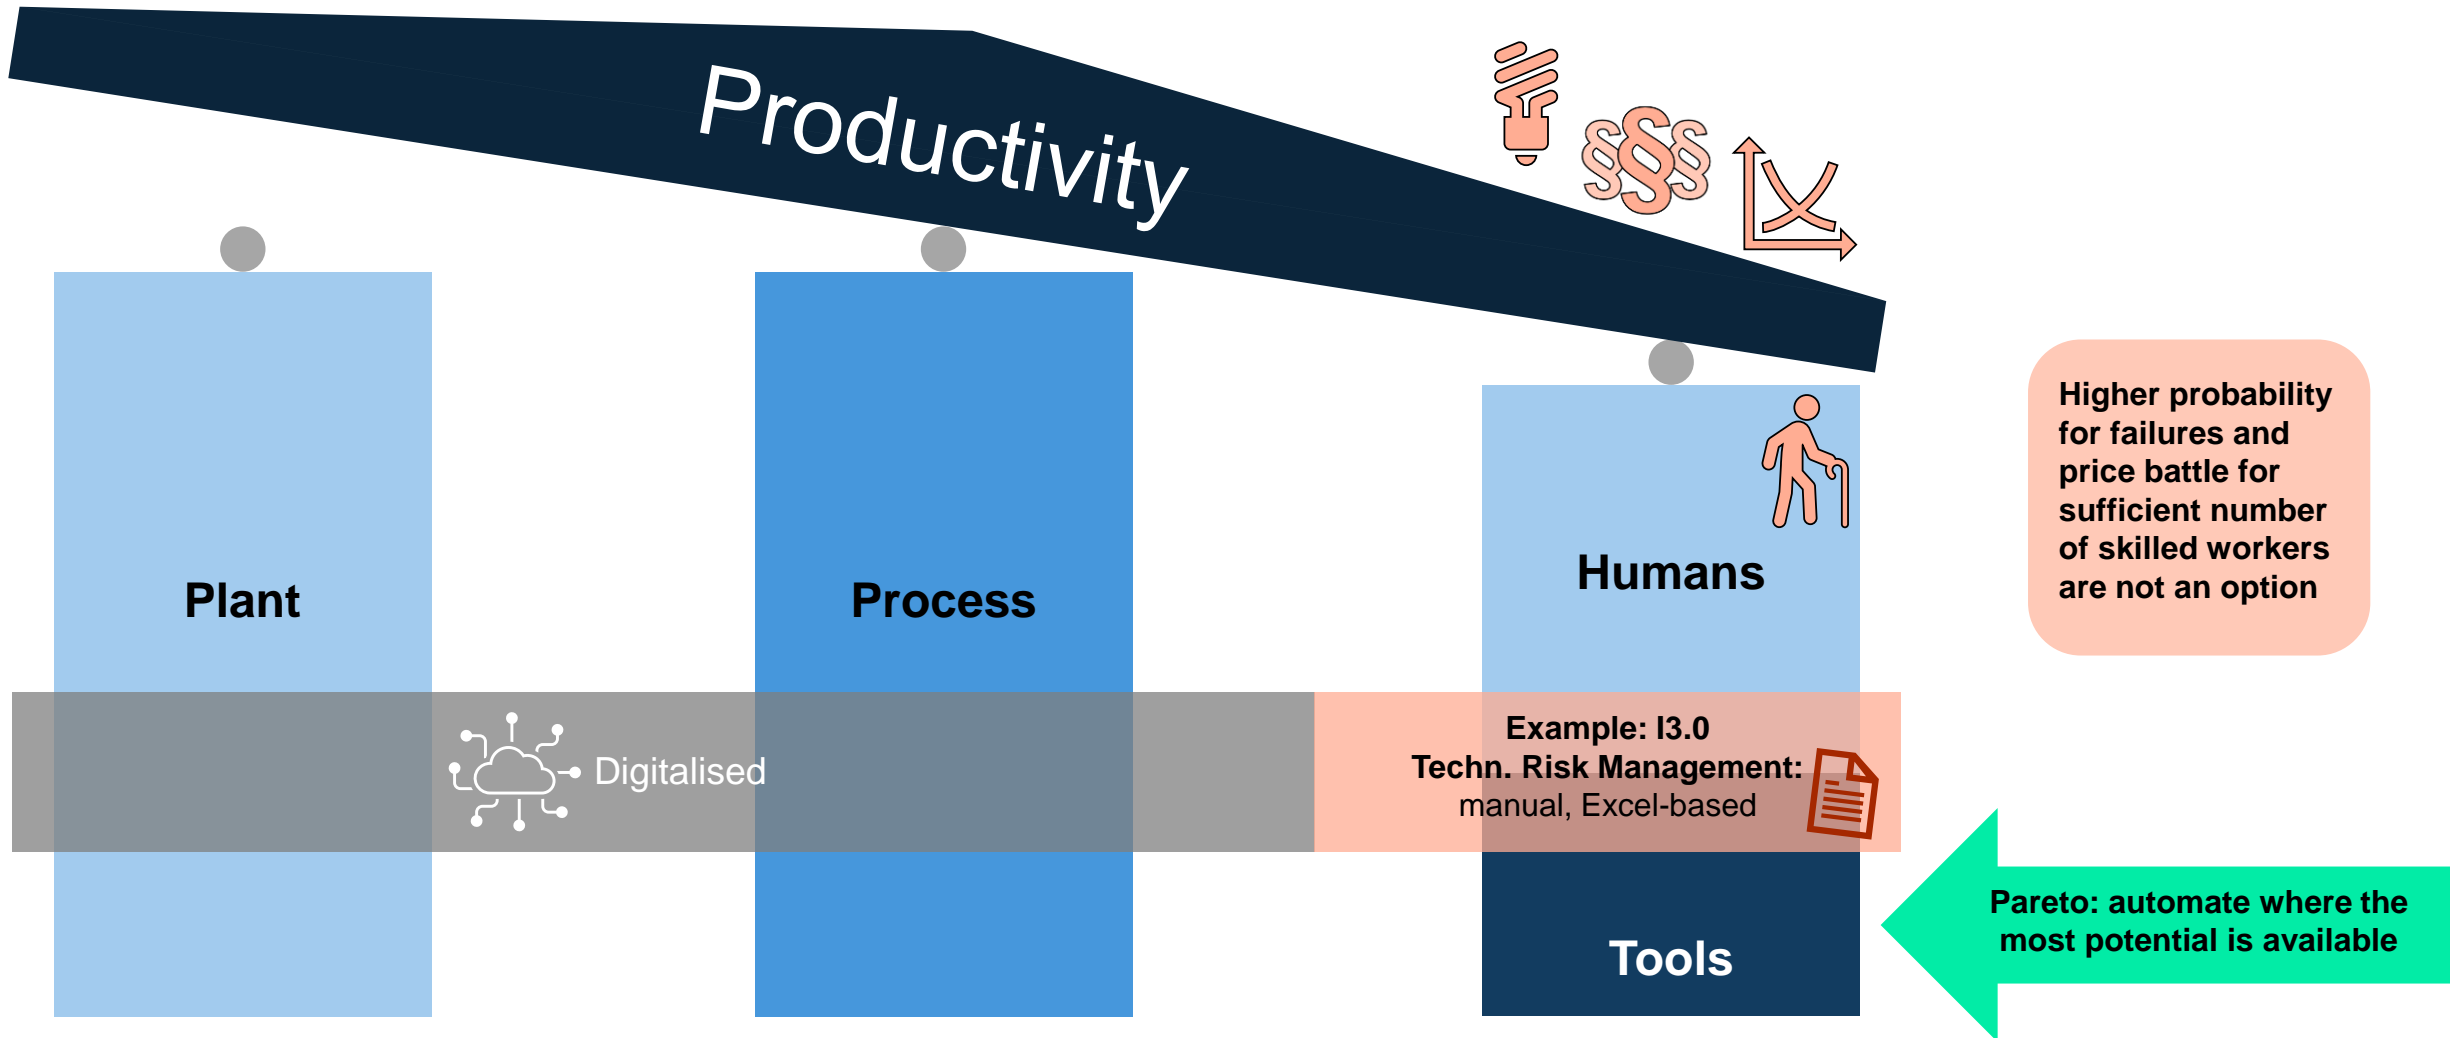 Productivity
Plant
Process
Humans
Higher probability
for failures and
price battle for
sufficient number
of skilled workers
are not an option
Digitalised
Example: I3.0
Techn. Risk Management:
manual, Excel-based
Tools
Pareto: automate where the
most potential is available
§§§